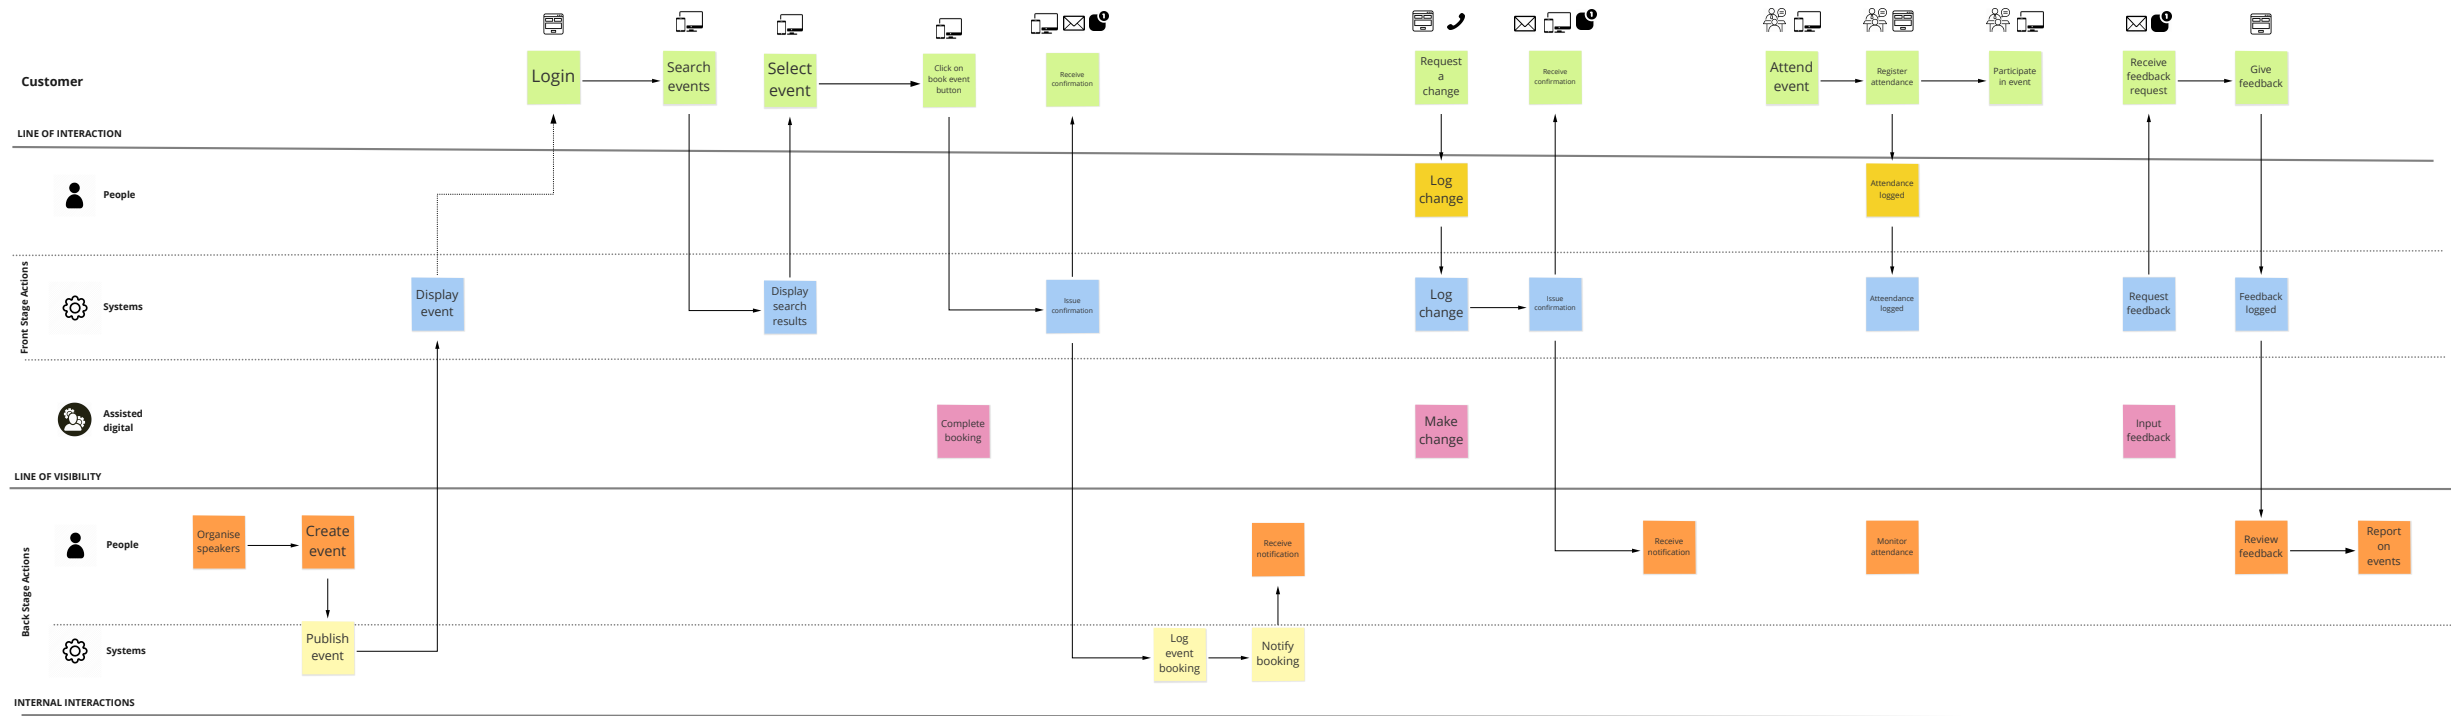 1
1
1
Login
Search
events
Select
event
Click on
book event
button
Receive
confirmation
Request
a
change
Receive
confirmation
Attend
event
Register
attendance
Participate
in event
Receive
feedback
request
Give
feedback
Customer
LINE OF INTERACTION
People
Log
change
Attendance
logged
Front Stage Actions
Systems
Display
event
Display
search
results
Issue
confirmation
Log
change
Issue
confirmation
Atteendance
logged
Request
feedback
Feedback
logged
Assisted
digital
Complete
booking
Make
change
Input
feedback
LINE OF VISIBILITY
Back Stage Actions
People
Organise
speakers
Create
event
Receive
notification
Receive
notification
Monitor
attendance
Review
feedback
Report
on
events
Systems
Publish
event
Log
event
booking
Notify
booking
INTERNAL INTERACTIONS